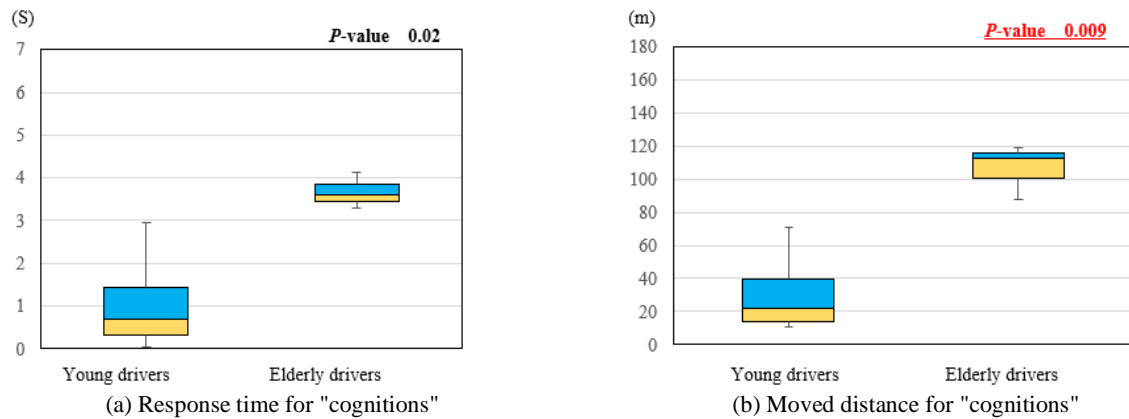 (S)
P-value 0.02
7
6
5
4
3
2
1
0
Young drivers
Elderly drivers
(a) Response time for "cognitions"
(m)
P-value 0.009
180
160
140
120
100
80
60
40
20
0
Young drivers
Elderly drivers
(b) Moved distance for "cognitions"